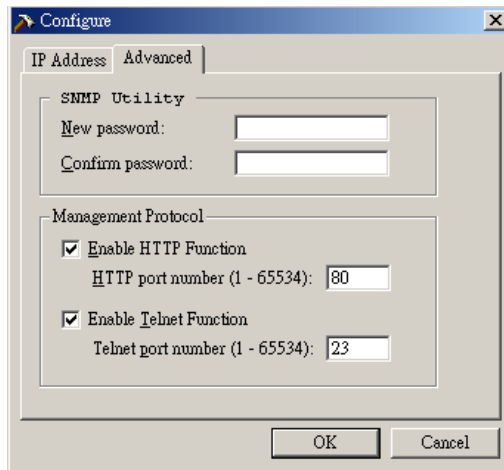 Configure
IP Address Advanced
SNMP Utility
New password:
Confirm password:
Management Protocol
Enable HTTP Function
HTTP port number (1 - 65534): 80
Enable Telnet Function
Telnet port number (1 - 65534): 23
OK Cancel